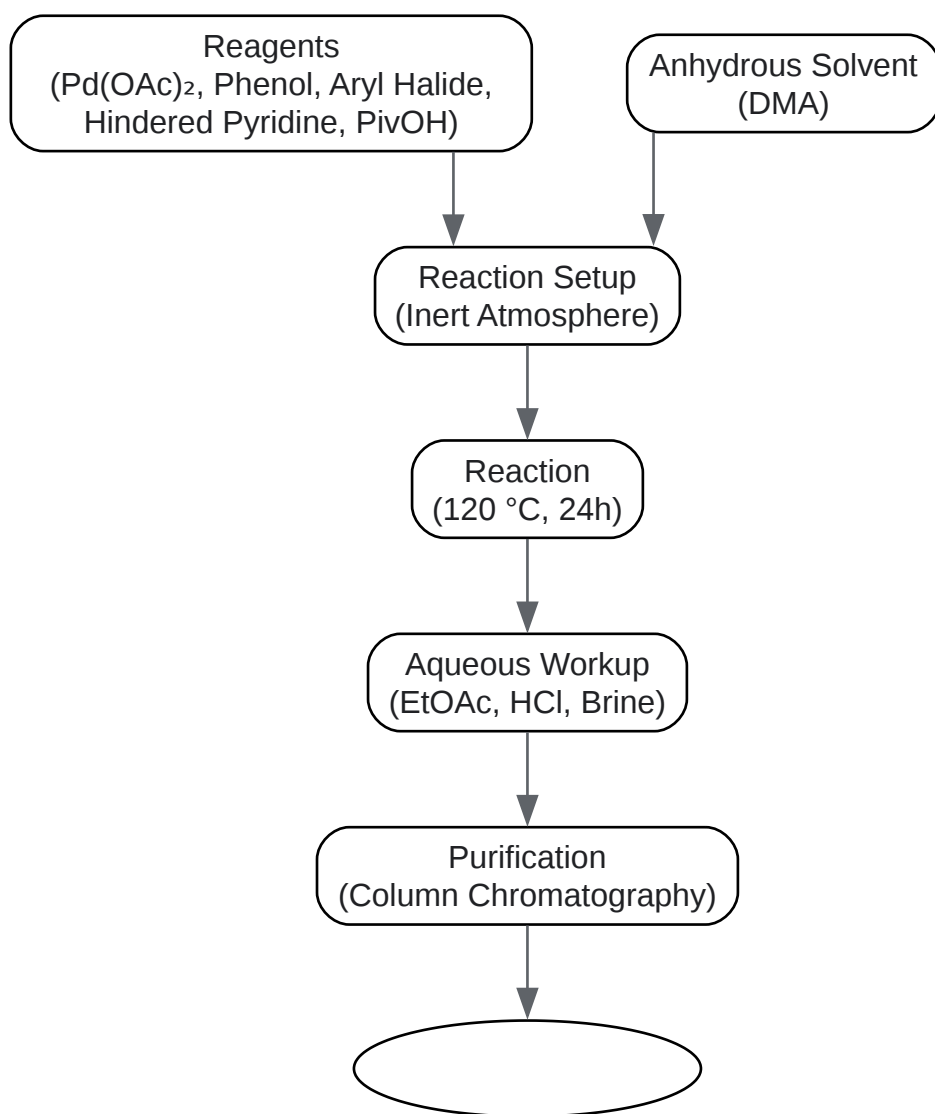 Reagents
(Pd(OAc)₂, Phenol, Aryl Halide,
Hindered Pyridine, PivOH)
Anhydrous Solvent
(DMA)
Reaction Setup
(Inert Atmosphere)
Reaction
(120 °C, 24h)
Aqueous Workup
(EtOAc, HCl, Brine)
Purification
(Column Chromatography)